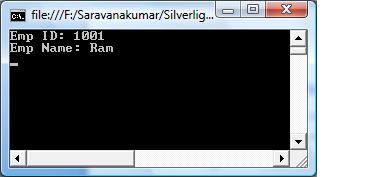 file:///F:/Saravanakumar/Silverlig...
Emp ID: 1001
Emp Name: Ram